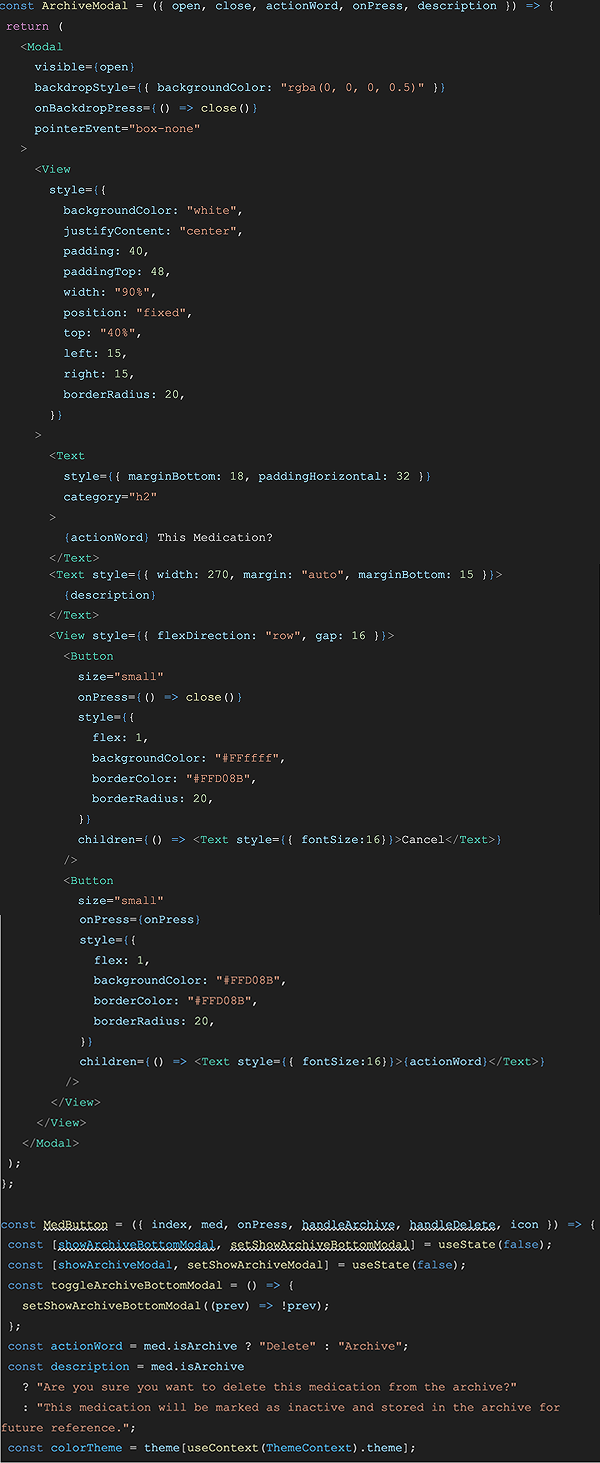 const ArchiveModal = ({ open, close, actionWord, onPress, description }) => {
return (
<Modal
visible={open}
backdropStyle={{ backgroundColor: "rgba(0, 0, 0, 0.5)" }}
onBackdropPress={() => close()}
pointerEvent="box-none"
>
<View
style={{
backgroundColor: "white",
justifyContent: "center",
padding: 40,
paddingTop: 48,
width: "90%",
position: "fixed",
top: "40%",
left: 15,
right: 15,
borderRadius: 20,
}}
>
<Text
style={{ marginBottom: 18, paddingHorizontal: 32 }}
category="h2"
>
{actionWord} This Medication?
</Text>
<Text style={{ width: 270, margin: "auto", marginBottom: 15 }}>
{description}
</Text>
<View style={{ flexDirection: "row", gap: 16 }}>
<Button
size="small"
onPress={() => close()}
style={{
flex: 1,
backgroundColor: "#FFffff",
borderColor: "#FFD08B",
borderRadius: 20,
}}
children={() => <Text style={{ fontSize:16}}>Cancel</Text>}
/>
<Button
size="small"
onPress={onPress}
style={{
flex: 1,
backgroundColor: "#FFD08B",
borderColor: "#FFD08B",
borderRadius: 20,
}}
children={() => <Text style={{ fontSize:16}}>{actionWord}</Text>}
/>
</View>
</View>
</Modal>
);
};
const MedButton = ({ index, med, onPress, handleArchive, handleDelete, icon }) => {
const [showArchiveBottomModal, setShowArchiveBottomModal] = useState(false);
const [showArchiveModal, setShowArchiveModal] = useState(false);
const toggleArchiveBottomModal = () => {
setShowArchiveBottomModal((prev) => !prev);
};
const actionWord = med.isArchive ? "Delete" : "Archive";
const description = med.isArchive
? "Are you sure you want to delete this medication from the archive?"
: "This medication will be marked as inactive and stored in the archive for
future reference.";
const colorTheme = theme[useContext(ThemeContext).theme];